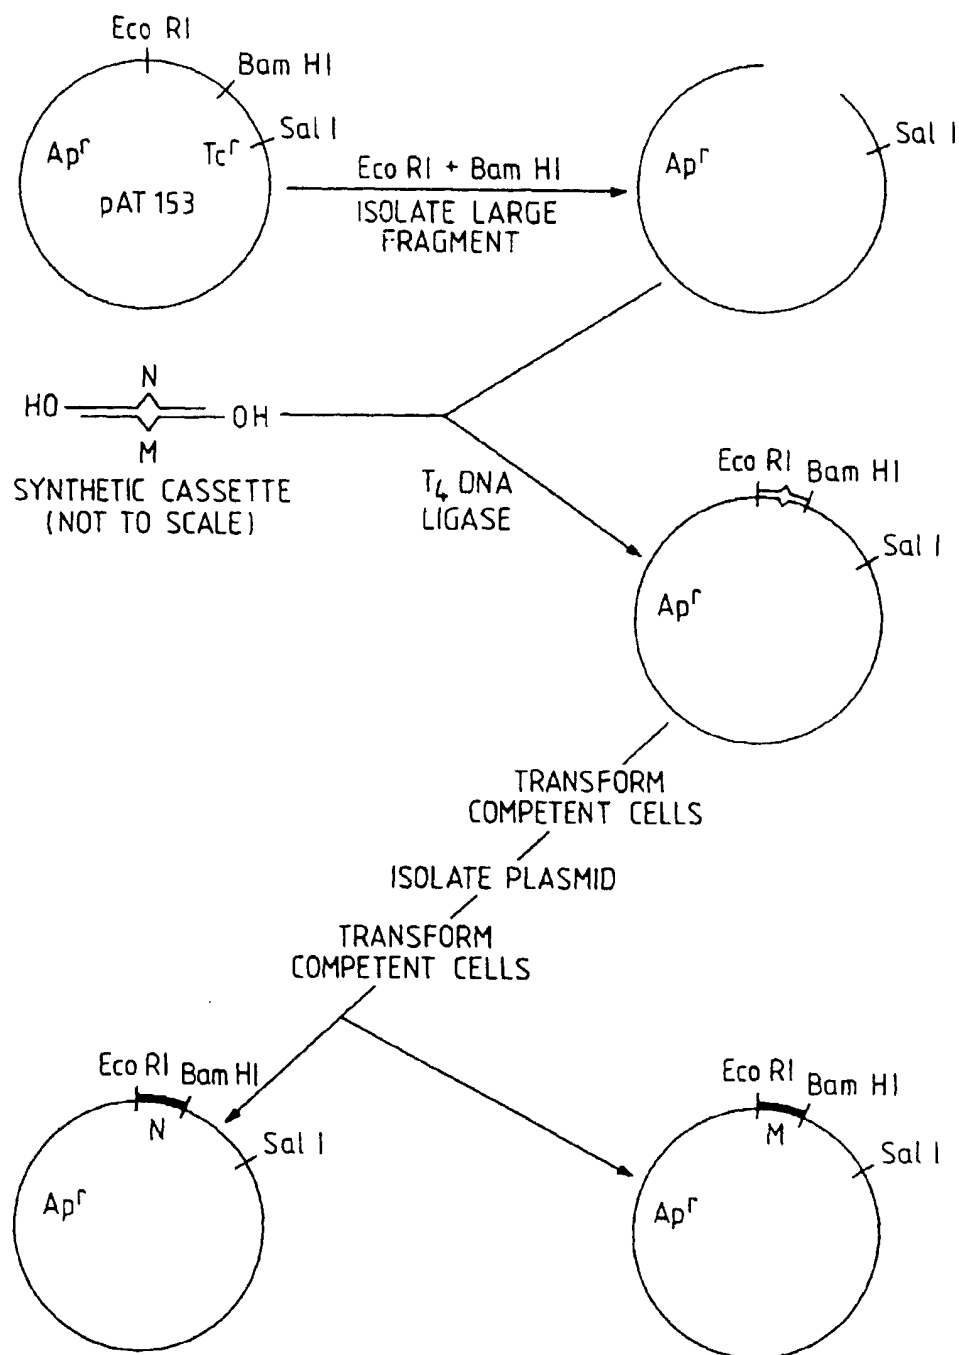 Eco RI
Bam HI
Sal I
Apʳ
Tcʳ
pAT 153
Eco RI + Bam HI
ISOLATE LARGE
FRAGMENT
Apʳ
Sal I
N
HO
OH
M
SYNTHETIC CASSETTE
(NOT TO SCALE)
T₄ DNA
LIGASE
Eco RI
Bam HI
Sal I
Apʳ
TRANSFORM
COMPETENT CELLS
ISOLATE PLASMID
TRANSFORM
COMPETENT CELLS
Eco RI
Bam HI
N
Sal I
Apʳ
Eco RI
Bam HI
M
Sal I
Apʳ